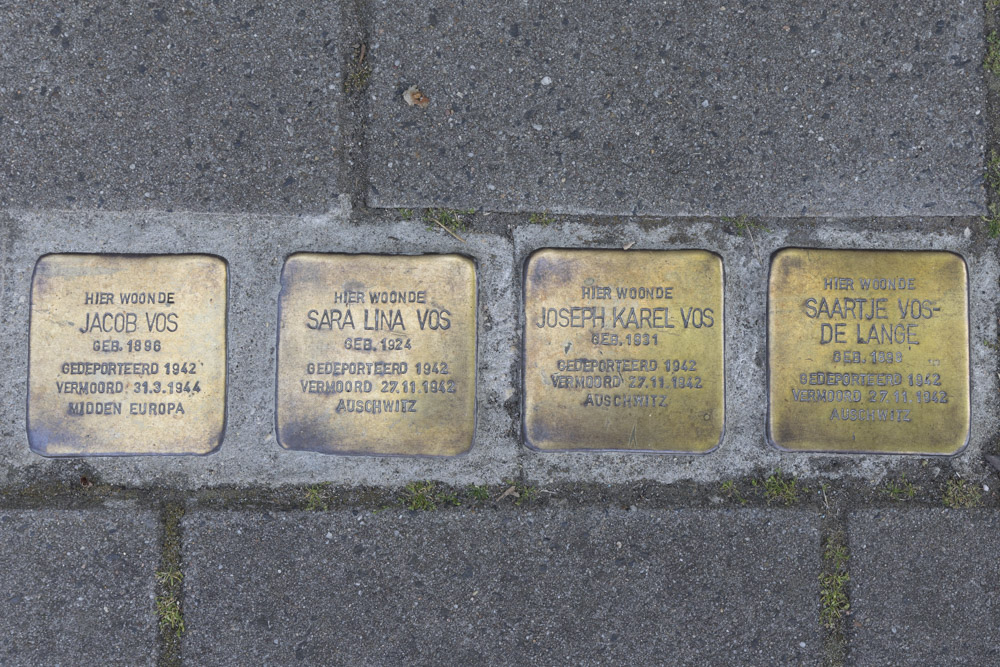 HIER WOONDE
JACOB VOS
GEB. 1896
GEDEPORTEERD 1942
VERMOORD 31.3.1944
MIDDEN EUROPA
HIER WOONDE
SARA LINA VOS
GEB. 1924
GEDEPORTEERD 1942
VERMOORD 27.11.1942
AUSCHWITZ
HIER WOONDE
JOSEPH KAREL VOS
GEB. 1931
GEDEPORTEERD 1942
VERMOORD 27.11.1942
AUSCHWITZ
HIER WOONDE
SAARTJE VOS-
DE LANGE
GEB.
GEDEPORTEERD 1942
VERMOORD 27.11.1942
AUSCHWITZ